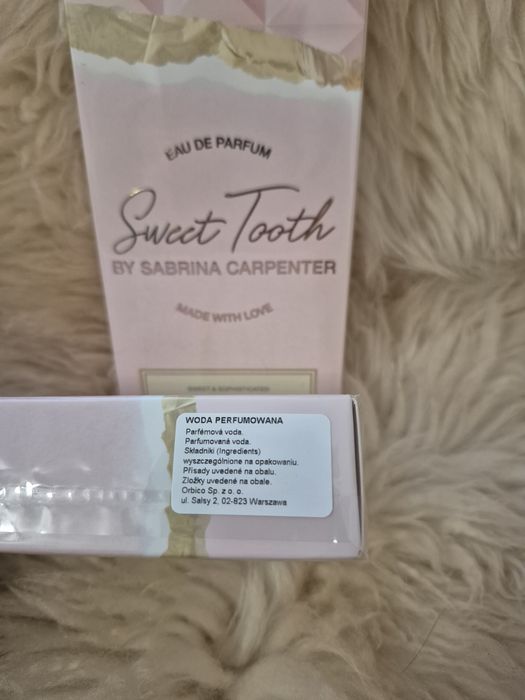 EAU DE PARFUM
Sweet Tooth
BY SABRINA CARPENTER
MADE WITH LOVE
SWEET & SOPHISTICATED
WODA PERFUMOWANA
Parfémová voda.
Parfumovaná voda.
Składniki (Ingredients)
wyszczególnione na opakowaniu.
Přísady uvedené na obalu.
Zložky uvedené na obale.
Orbico Sp. z o. o.
ul. Salsy 2, 02-823 Warszawa